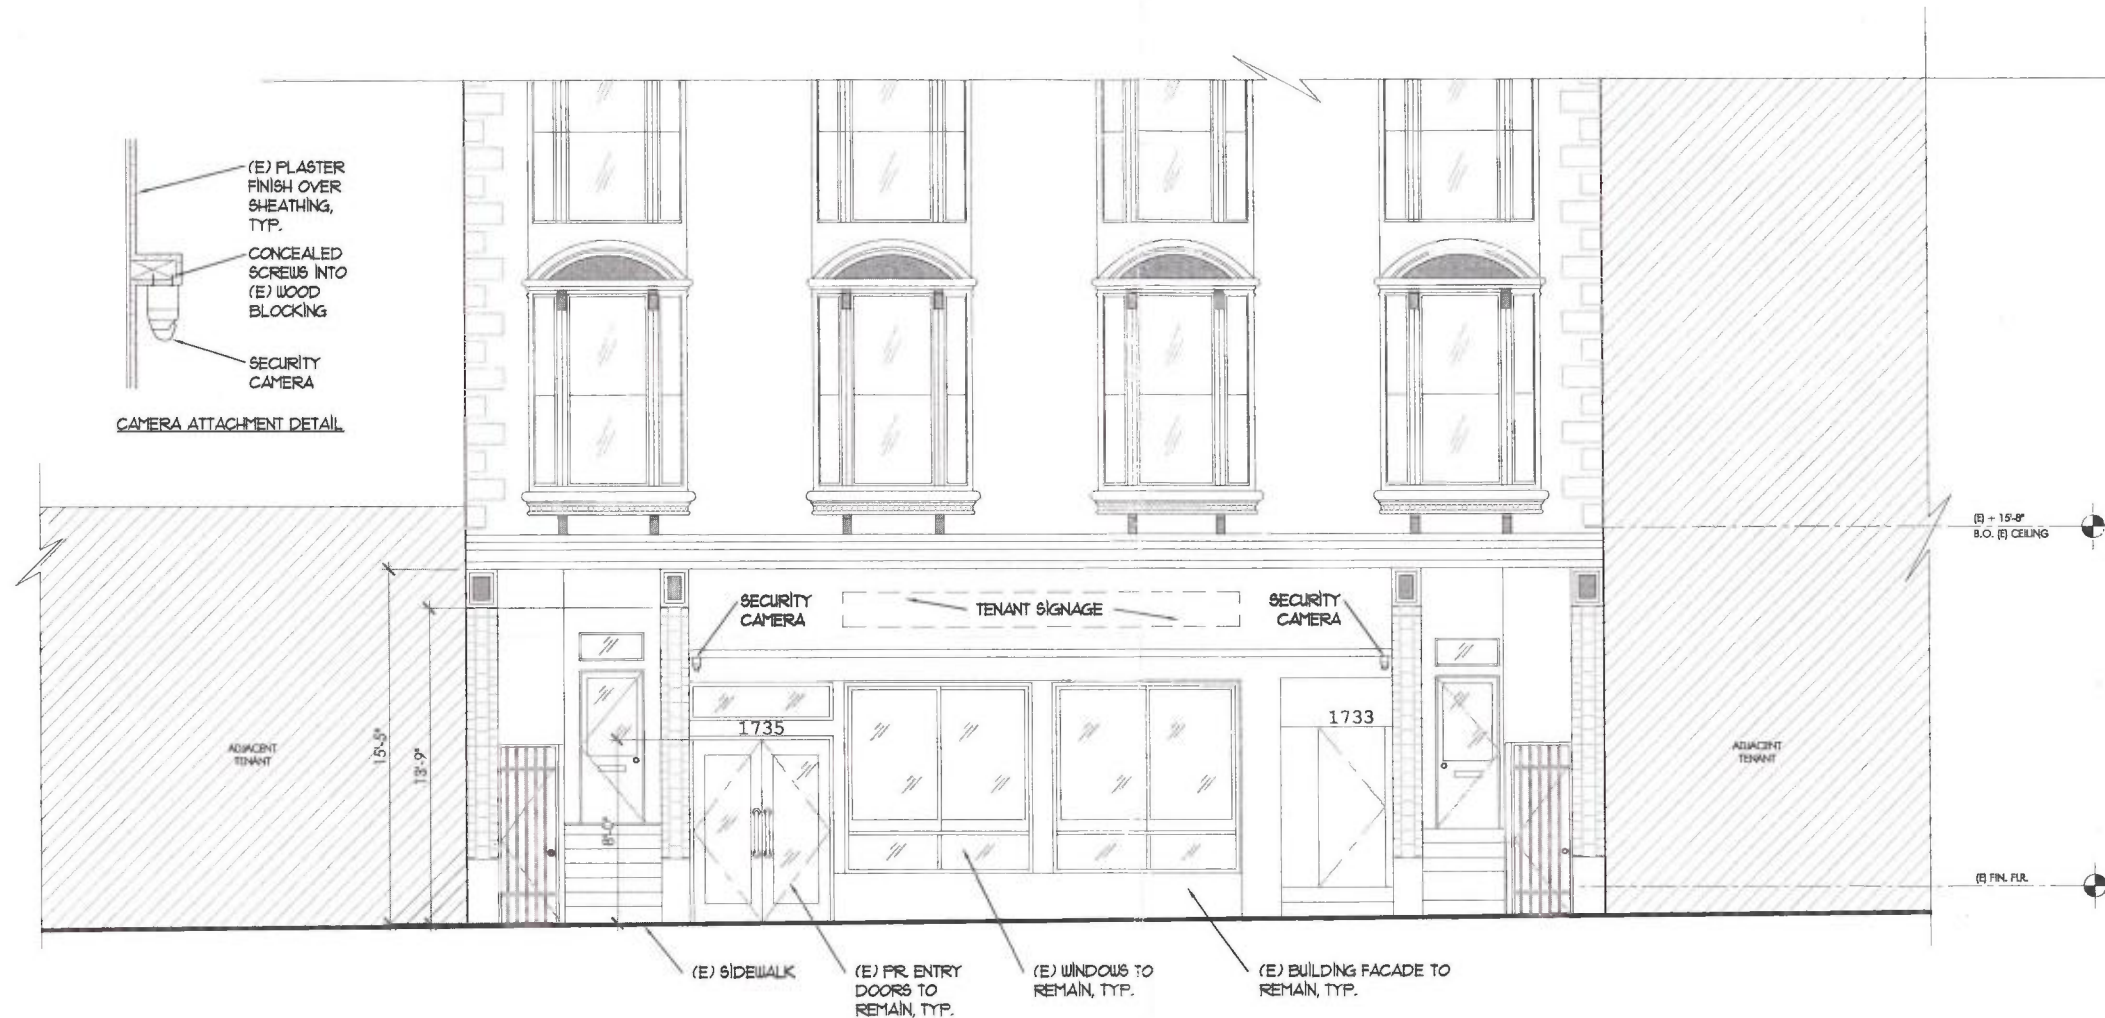 (E) PLASTER
FINISH OVER
SHEATHING,
TYP.
CONCEALED
SCREWS INTO
(E) WOOD
BLOCKING
SECURITY
CAMERA
CAMERA ATTACHMENT DETAIL
(E) + 15'-8"
B.O. (E) CEILING
SECURITY
CAMERA
TENANT SIGNAGE
SECURITY
CAMERA
1735
1733
ADJACENT
TENANT
15'-5"
13'-9"
8'-0"
ADJACENT
TENANT
(E) FIN. FLR.
(E) SIDEWALK
(E) PR. ENTRY
DOORS TO
REMAIN, TYP.
(E) WINDOWS TO
REMAIN, TYP.
(E) BUILDING FACADE TO
REMAIN, TYP.